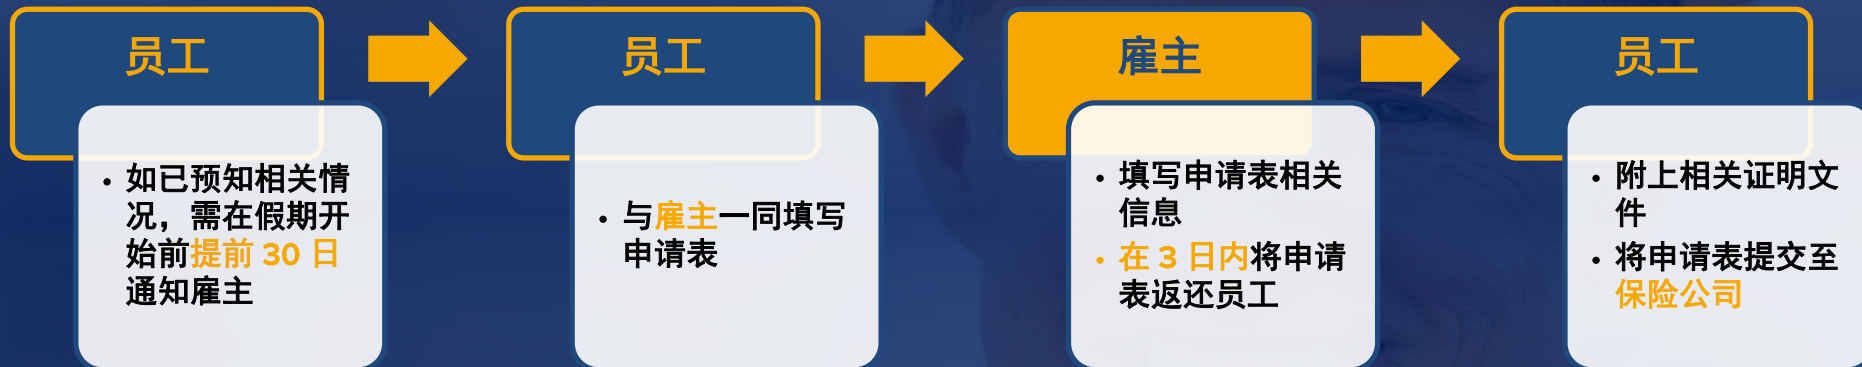 员工
• 如已预知相关情
况，需在假期开
始前提前 30 日
通知雇主
员工
• 与雇主一同填写
申请表
雇主
• 填写申请表相关
信息
• 在 3 日内将申请
表返还员工
员工
• 附上相关证明文
件
• 将申请表提交至
保险公司